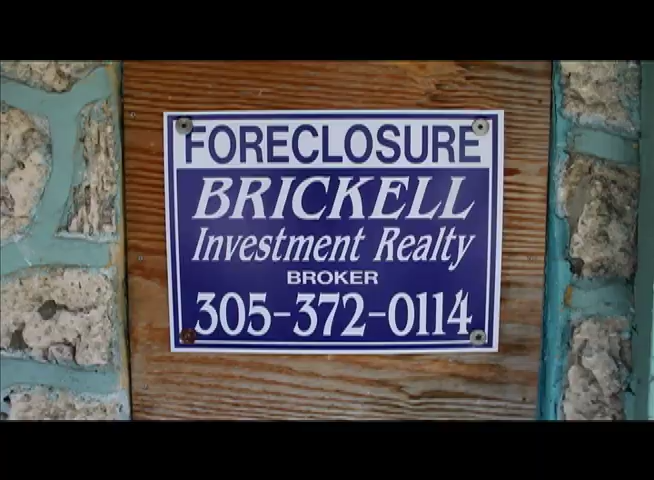 FORECLOSURE
BRICKELL
Investment Realty
BROKER
305-372-0114